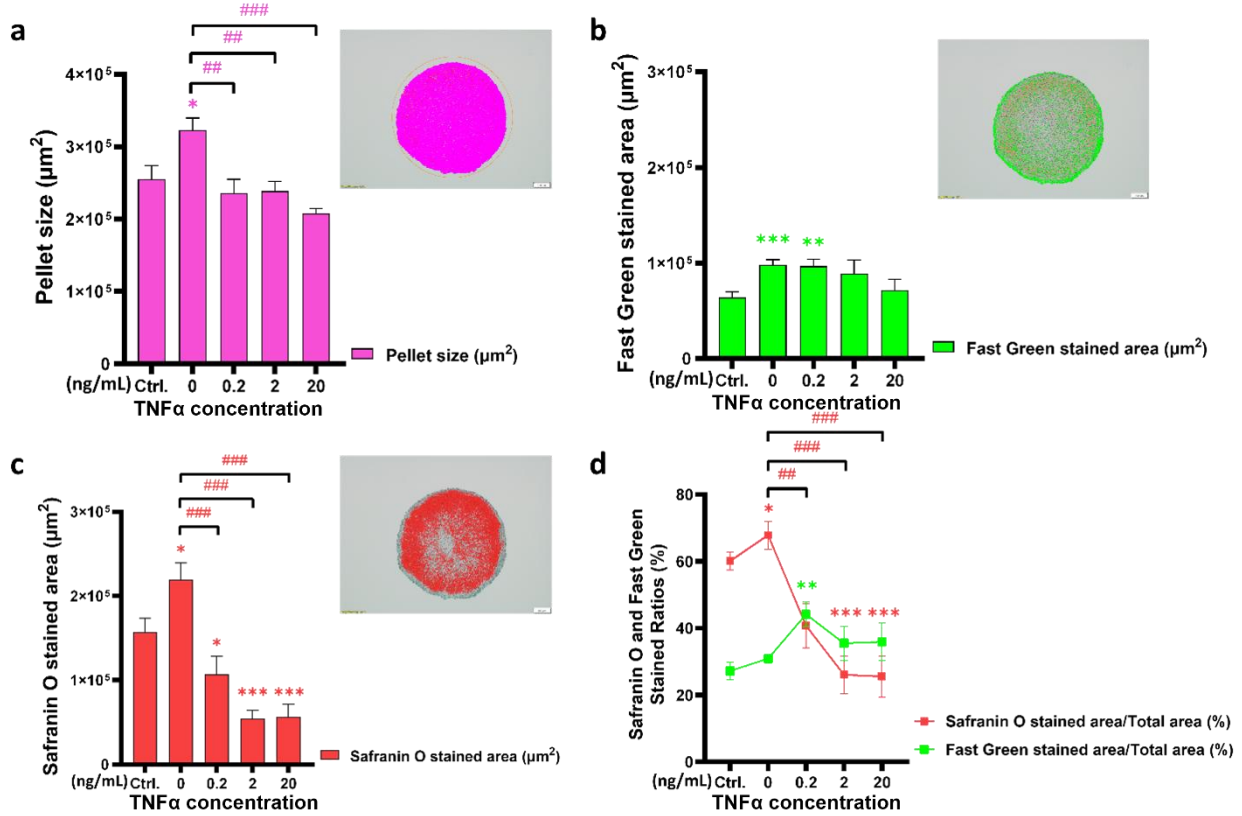 a
###
##
##
4×10⁵
*
3×10⁵
2×10⁵
1×10⁵
0
Pellet size (µm²)
Pellet size (µm²)
(ng/mL) Ctrl. 0 0.2 2 20
TNFα concentration
b
3×10⁵
2×10⁵
*** **
1×10⁵
0
Fast Green stained area (µm²)
Fast Green stained area (µm²)
(ng/mL) Ctrl. 0 0.2 2 20
TNFα concentration
c
###
###
###
3×10⁵
*
2×10⁵
*
1×10⁵
*** ***
0
Safranin O stained area (µm²)
Safranin O stained area (µm²)
(ng/mL) Ctrl. 0 0.2 2 20
TNFα concentration
d
###
###
##
80
*
60
**
*** ***
40
20
0
Safranin O and Fast Green
Stained Ratios (%)
Safranin O stained area/Total area (%)
Fast Green stained area/Total area (%)
(ng/mL) Ctrl. 0 0.2 2 20
TNFα concentration